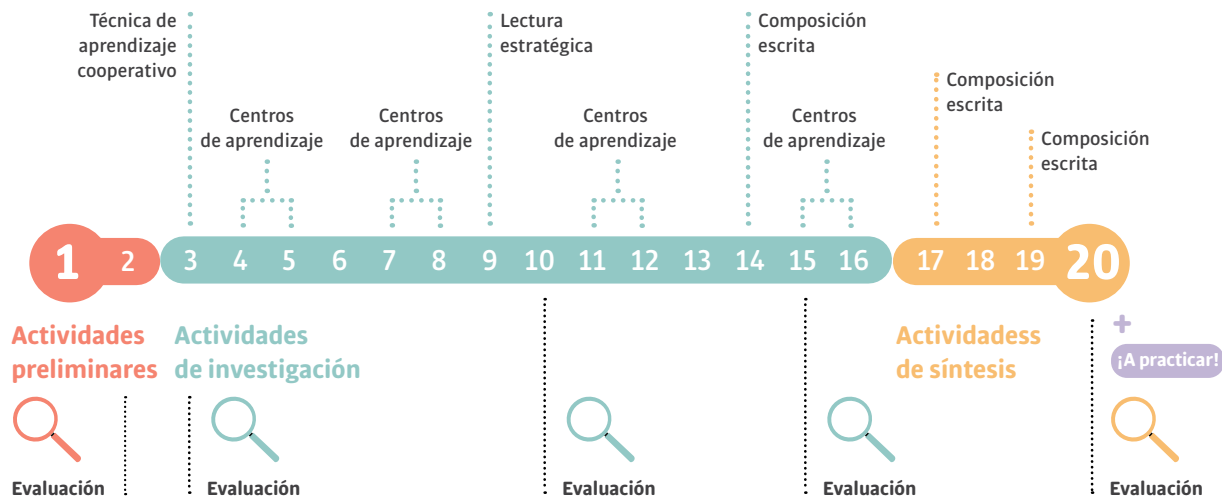 Técnica de
aprendizaje
cooperativo
Lectura
estratégica
Composición
escrita
Composición
escrita
Centros
de aprendizaje
Centros
de aprendizaje
Centros
de aprendizaje
Centros
de aprendizaje
Composición
escrita
1 2 3 4 5 6 7 8 9 10 11 12 13 14 15 16 17 18 19 20
Actividades
preliminares
Actividades
de investigación
Actividadess
de síntesis
+
¡A practicar!
Evaluación
Evaluación
Evaluación
Evaluación
Evaluación